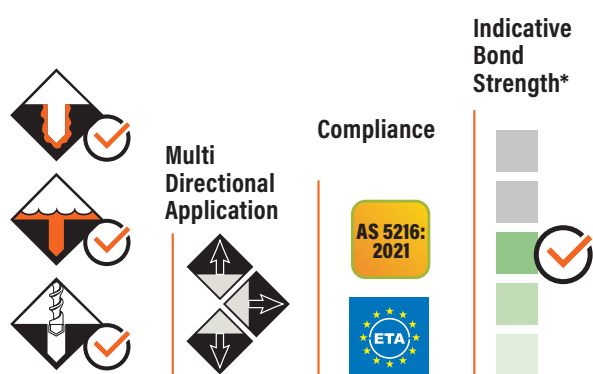 Indicative
Bond
Strength*
Compliance
Multi
Directional
Application
AS 5216:
2021
ETA